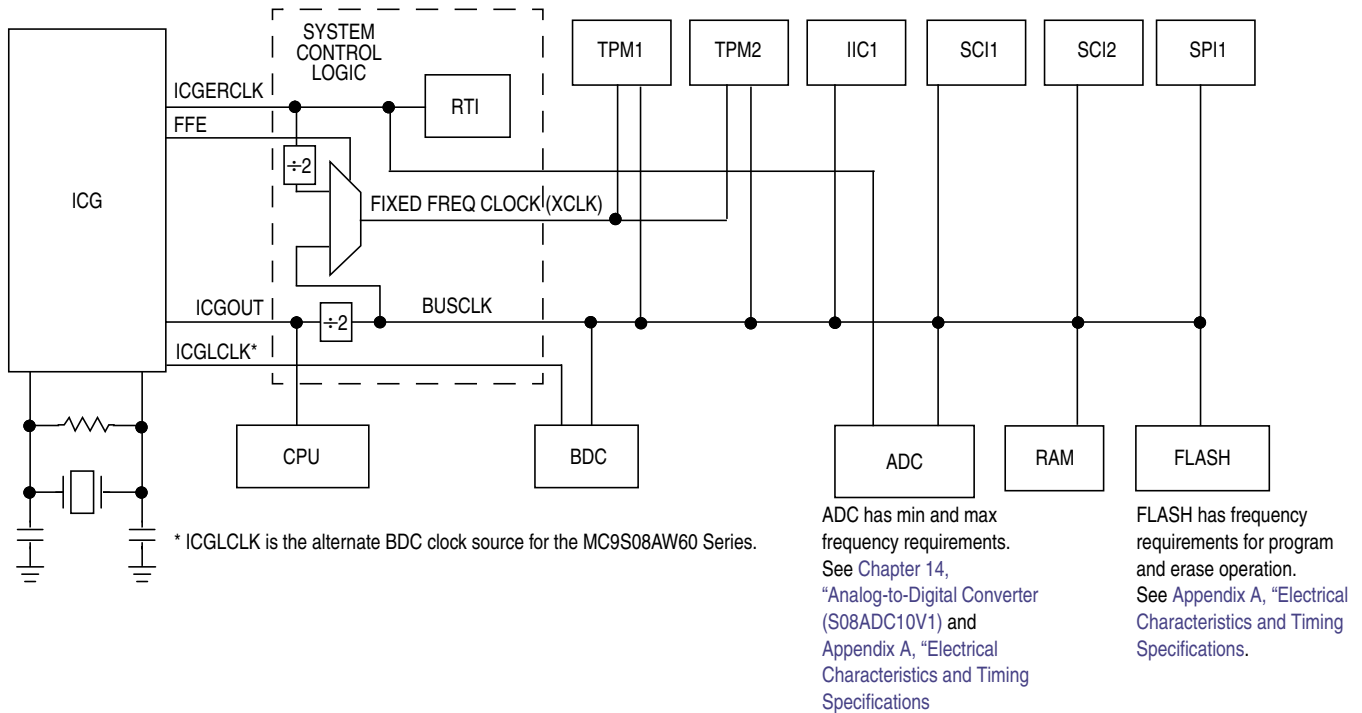 SYSTEM
CONTROL
LOGIC
TPM1
TPM2
IIC1
SCI1
SCI2
SPI1
ICGERCLK
RTI
FFE
÷2
ICG
FIXED FREQ CLOCK (XCLK)
ICGOUT
÷2
BUSCLK
ICGLCLK*
CPU
BDC
ADC
RAM
FLASH
* ICGLCLK is the alternate BDC clock source for the MC9S08AW60 Series.
ADC has min and max
frequency requirements.
See Chapter 14,
“Analog-to-Digital Converter
(S08ADC10V1) and
Appendix A, “Electrical
Characteristics and Timing
Specifications
FLASH has frequency
requirements for program
and erase operation.
See Appendix A, “Electrical
Characteristics and Timing
Specifications.